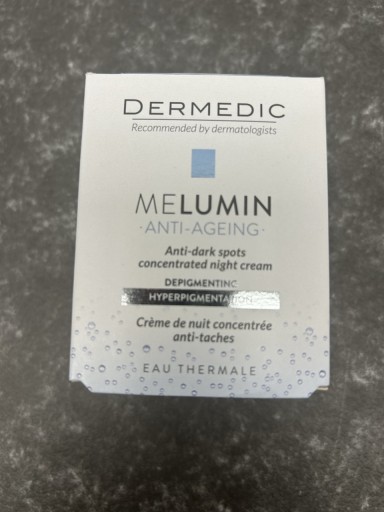 DERMEDIC
Recommended by dermatologists
MELUMIN
·ANTI-AGEING·
Anti-dark spots
concentrated night cream
DEPIGMENTING
HYPERPIGMENTATION
Crème de nuit concentrée
anti-taches
EAU THERMALE